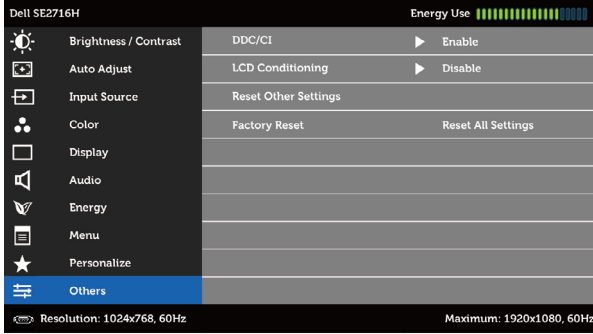 Dell SE2716H Energy Use
Brightness / Contrast DDC/CI Enable
Auto Adjust LCD Conditioning Disable
Input Source Reset Other Settings
Color Factory Reset Reset All Settings
Display
Audio
Energy
Menu
Personalize
Others
Resolution: 1024x768, 60Hz Maximum: 1920x1080, 60Hz